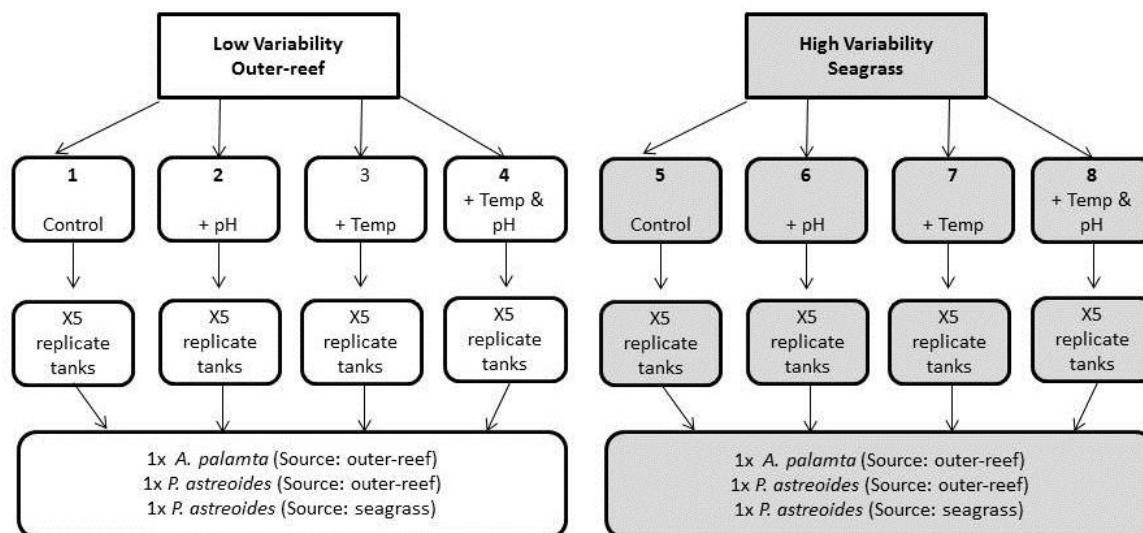 Low Variability
Outer-reef
High Variability
Seagrass
1
Control
2
+ pH
3
+ Temp
4
+ Temp &
pH
5
Control
6
+ pH
7
+ Temp
8
+ Temp &
pH
X5
replicate
tanks
X5
replicate
tanks
X5
replicate
tanks
X5
replicate
tanks
X5
replicate
tanks
X5
replicate
tanks
X5
replicate
tanks
X5
replicate
tanks
1x A. palamta (Source: outer-reef)
1x P. astreoides (Source: outer-reef)
1x P. astreoides (Source: seagrass)
1x A. palamta (Source: outer-reef)
1x P. astreoides (Source: outer-reef)
1x P. astreoides (Source: seagrass)